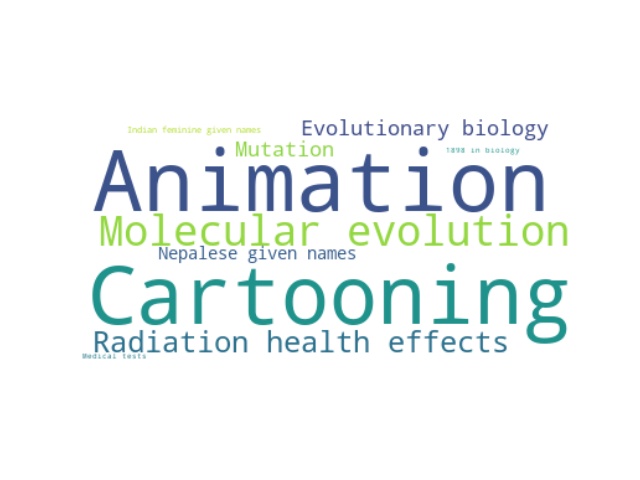 Indian feminine given names
Evolutionary biology
Mutation
1898 in biology
Animation
Molecular evolution
Nepalese given names
Cartooning
Radiation health effects
Medical tests